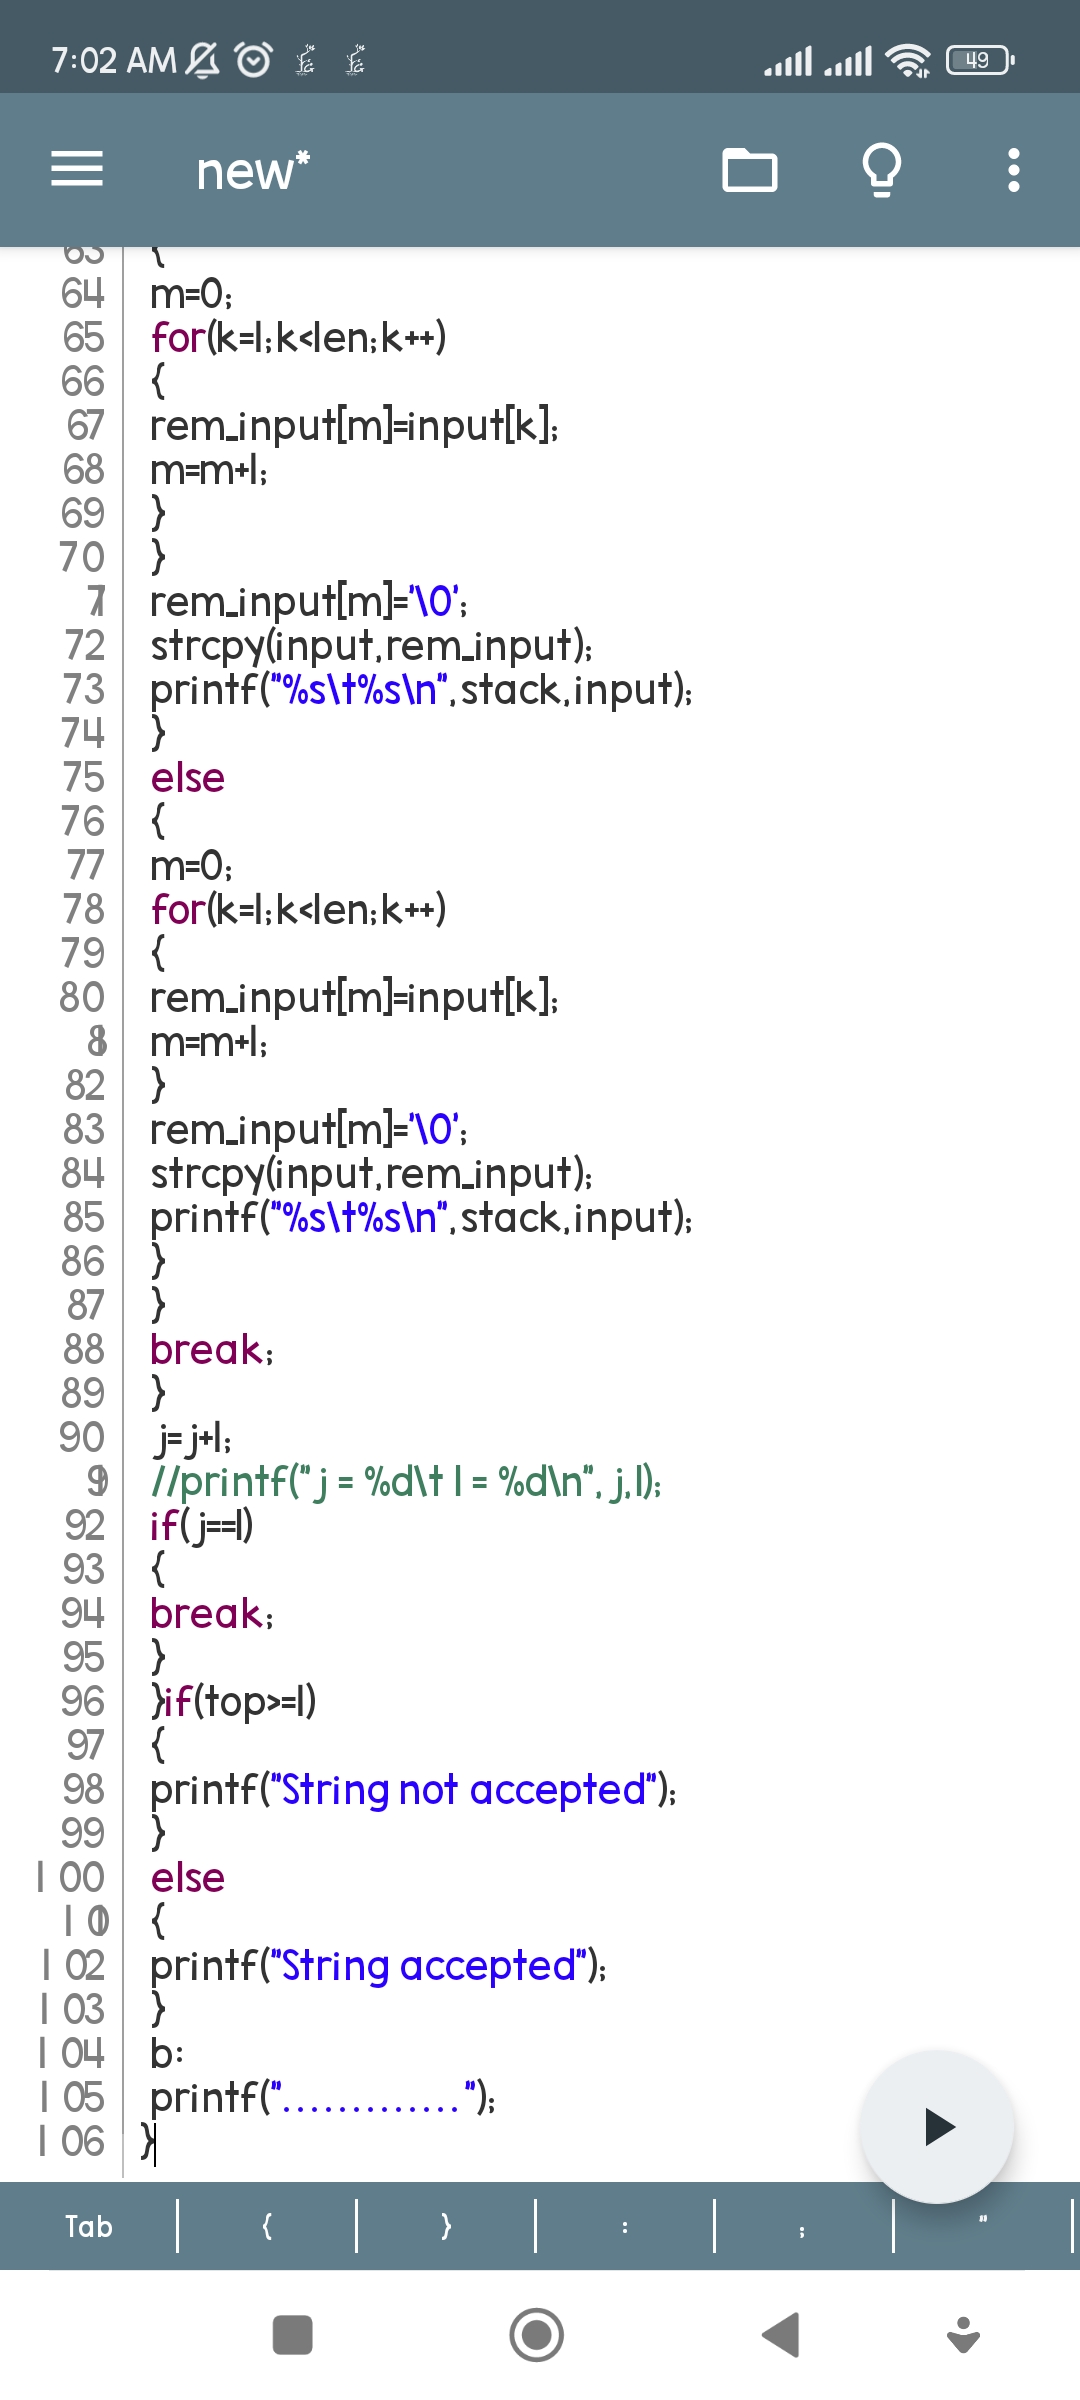 7:02 AM 49
new*
63 {
64 m=0;
65 for(k=1;k<len;k++)
66 {
67 rem_input[m]=input[k];
68 m=m+1;
69 }
70 }
71 rem_input[m]='\0';
72 strcpy(input,rem_input);
73 printf("%s\t%s\n",stack,input);
74 }
75 else
76 {
77 m=0;
78 for(k=1;k<len;k++)
79 {
80 rem_input[m]=input[k];
81 m=m+1;
82 }
83 rem_input[m]='\0';
84 strcpy(input,rem_input);
85 printf("%s\t%s\n",stack,input);
86 }
87 }
88 break;
89 }
90 j=j+1;
91 //printf("j = %d\t l = %d\n",j,l);
92 if(j==l)
93 {
94 break;
95 }
96 }if(top>=1)
97 {
98 printf("String not accepted");
99 }
100 else
101 {
102 printf("String accepted");
103 }
104 b:
105 printf(".............");
106 }
Tab { } : ; "